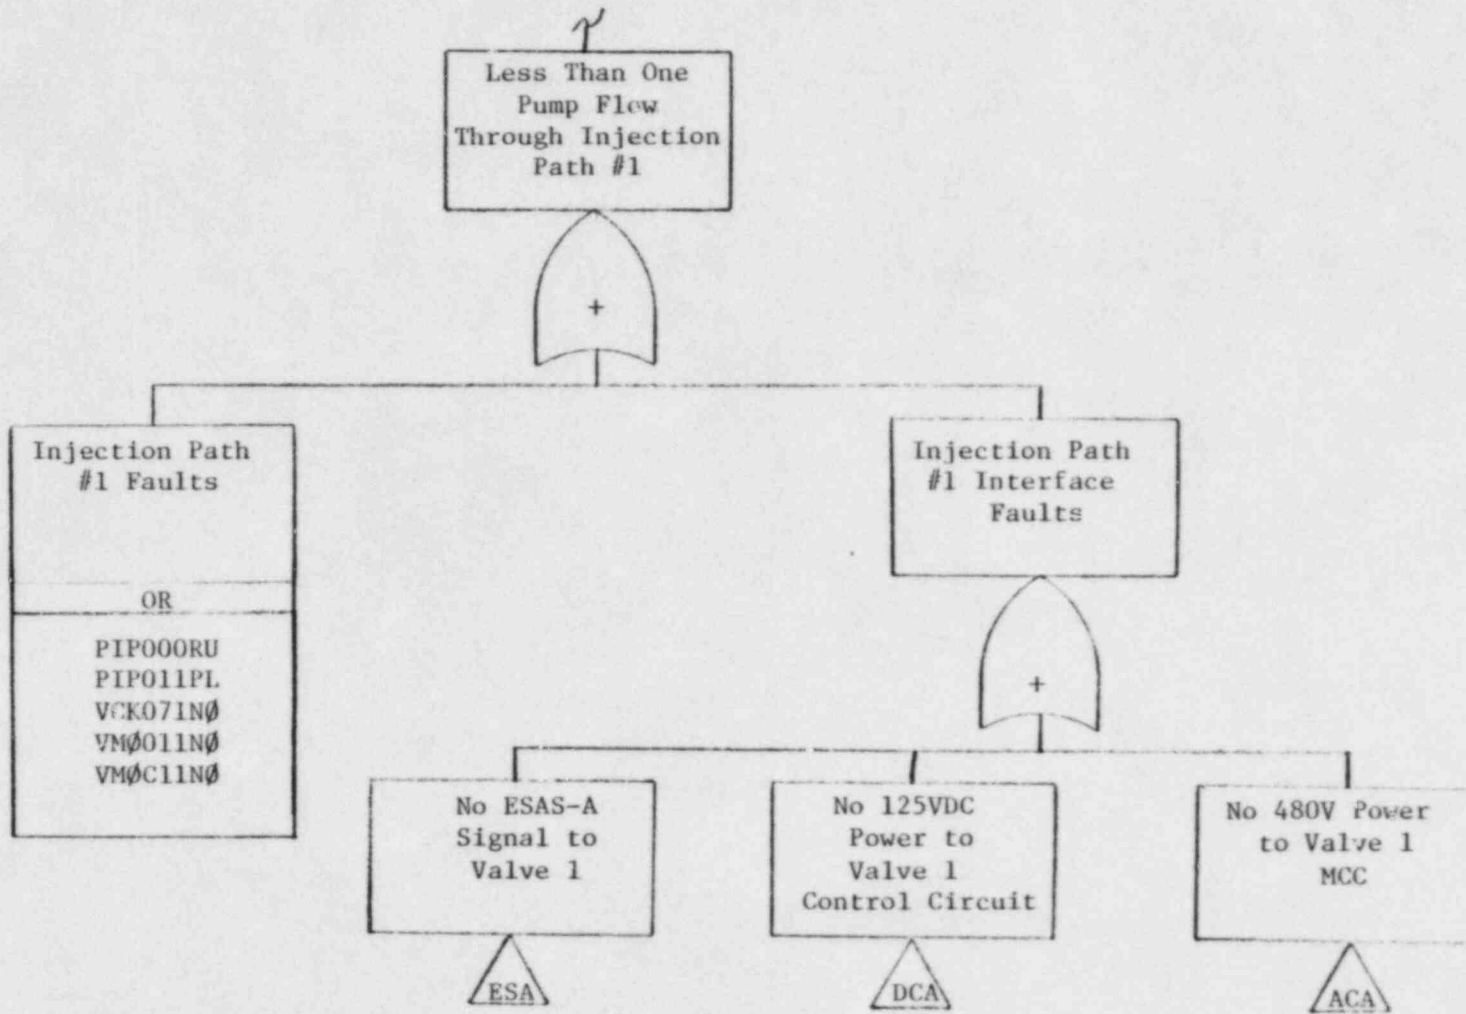 Less Than One
Pump Flow
Through Injection
Path #1
+
Injection Path
#1 Faults
OR
PIP000RU
PIP011PL
VCK071NØ
VMØ011NØ
VMØC11NØ
Injection Path
#1 Interface
Faults
+
No ESAS-A
Signal to
Valve 1
ESA
No 125VDC
Power to
Valve 1
Control Circuit
DCA
No 480V Power
to Valve 1
MCC
ACA